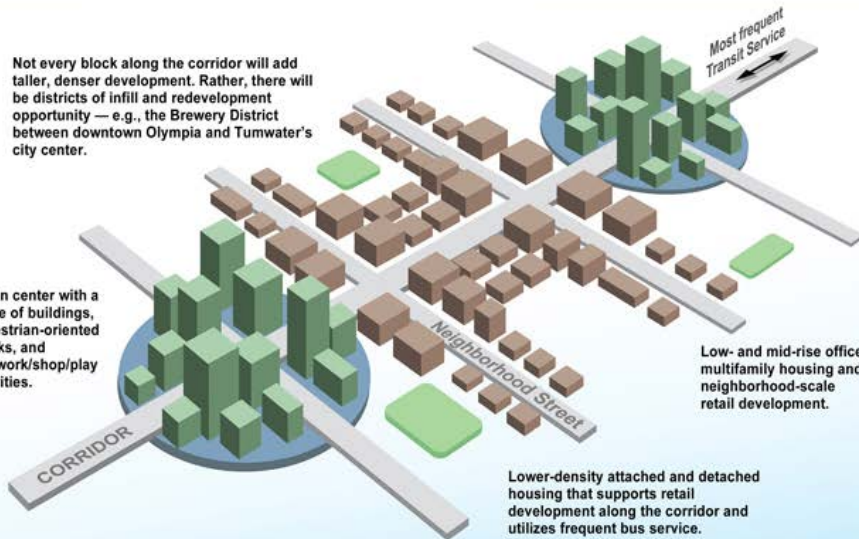 Not every block along the corridor will add
taller, denser development. Rather, there will
be districts of infill and redevelopment
opportunity — e.g., the Brewery District
between downtown Olympia and Tumwater's
city center.
Most frequent
Transit Service
center with a
of buildings,
and
work/shop/play
Neighborhood Street
Low- and mid-rise office
multifamily housing and
neighborhood-scale
retail development.
CORRIDOR
Lower-density attached and detached
housing that supports retail
development along the corridor and
utilizes frequent bus service.